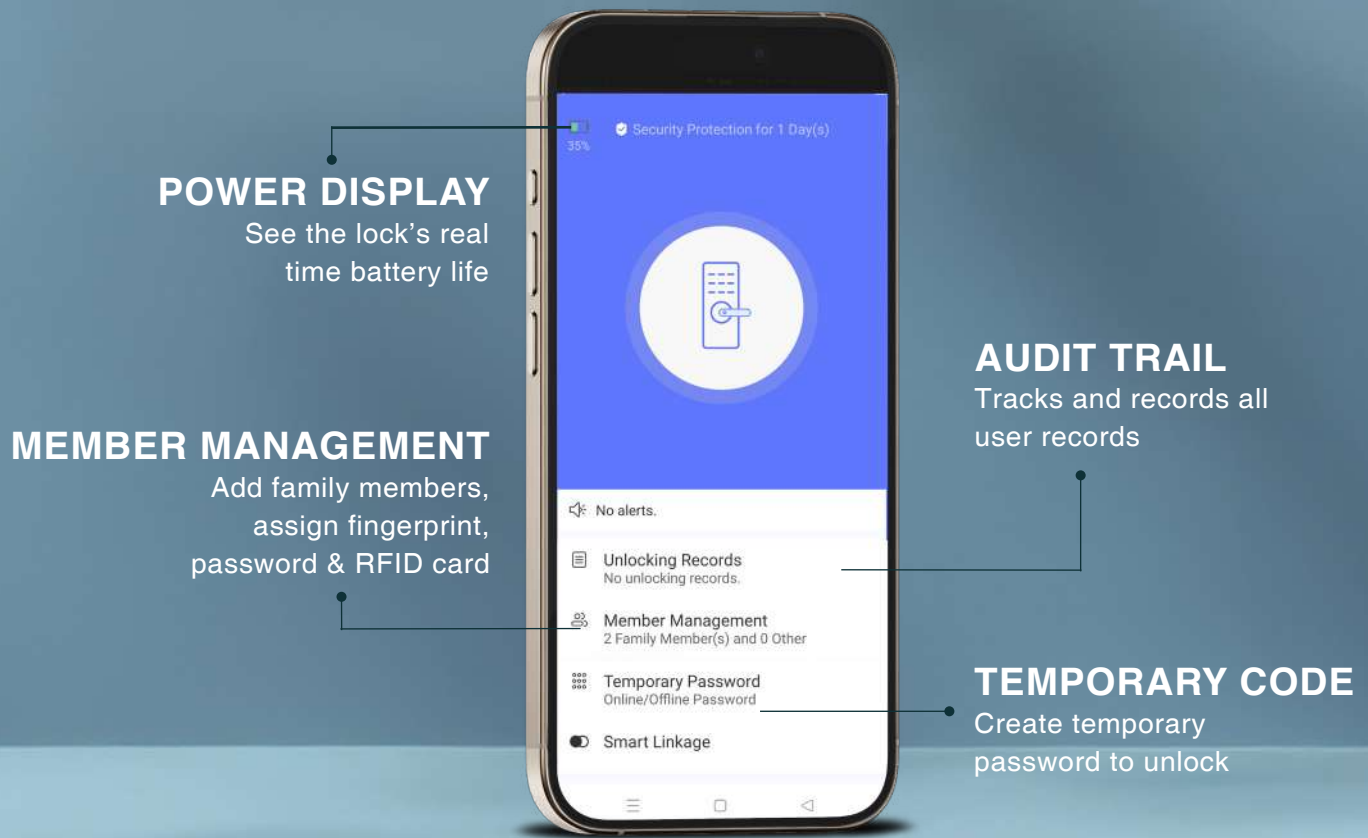 35%
Security Protection for 1 Day(s)
POWER DISPLAY
See the lock's real
time battery life
MEMBER MANAGEMENT
Add family members,
assign fingerprint,
password & RFID card
No alerts.
Unlocking Records
No unlocking records.
Member Management
2 Family Member(s) and 0 Other
Temporary Password
Online/Offline Password
Smart Linkage
AUDIT TRAIL
Tracks and records all
user records
TEMPORARY CODE
Create temporary
password to unlock